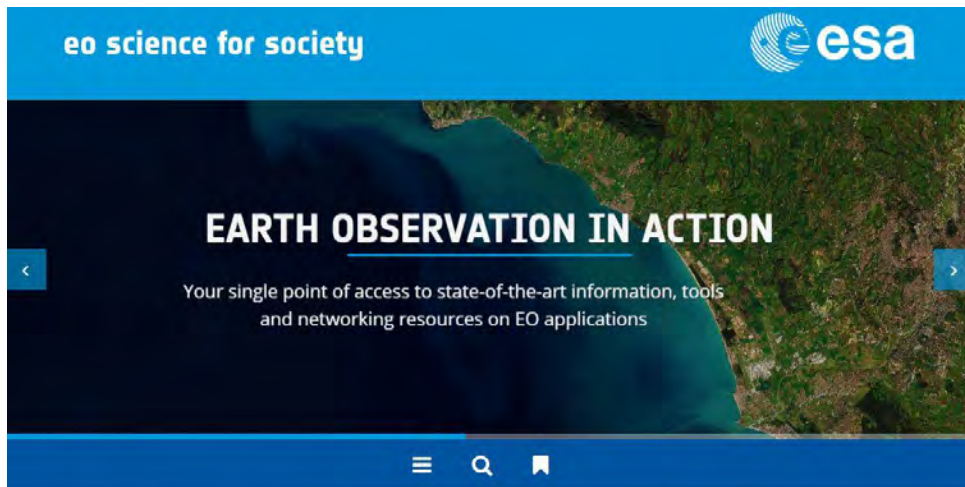 eo science for society
esa
EARTH OBSERVATION IN ACTION
Your single point of access to state-of-the-art information, tools
and networking resources on EO applications